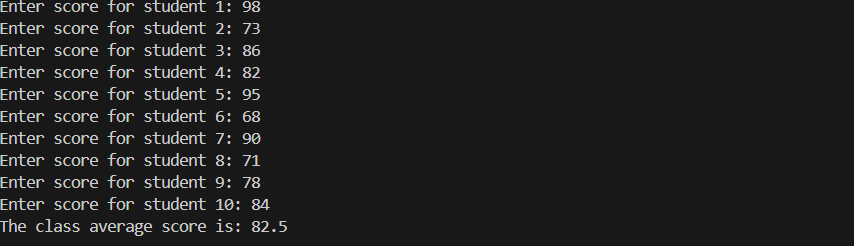 Enter score for student 1: 98
Enter score for student 2: 73
Enter score for student 3: 86
Enter score for student 4: 82
Enter score for student 5: 95
Enter score for student 6: 68
Enter score for student 7: 90
Enter score for student 8: 71
Enter score for student 9: 78
Enter score for student 10: 84
The class average score is: 82.5